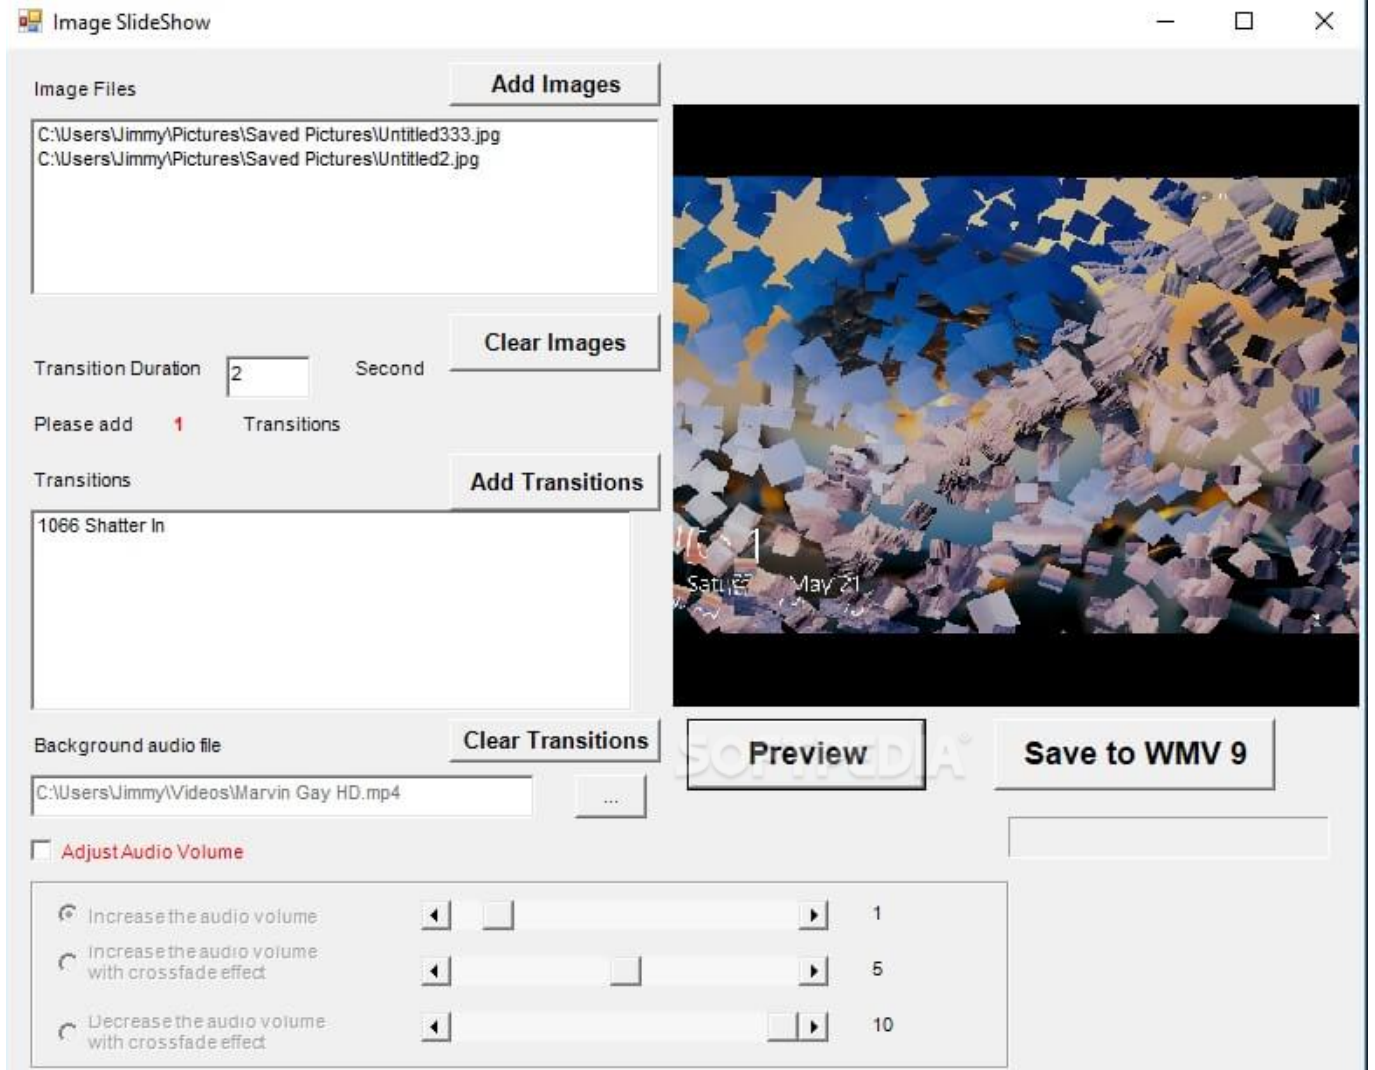 Image SlideShow
Image Files
Add Images
C:\Users\Jimmy\Pictures\Saved Pictures\Untitled333.jpg
C:\Users\Jimmy\Pictures\Saved Pictures\Untitled2.jpg
Clear Images
Transition Duration 2 Second
Please add 1 Transitions
Transitions
Add Transitions
1066 Shatter In
May 21
Background audio file
Clear Transitions
Preview
Save to WMV 9
SOFTPEDIA®
C:\Users\Jimmy\Videos\Marvin Gay HD.mp4
...
Adjust Audio Volume
Increase the audio volume 1
Increase the audio volume
with crossfade effect
5
Decrease the audio volume
with crossfade effect
10